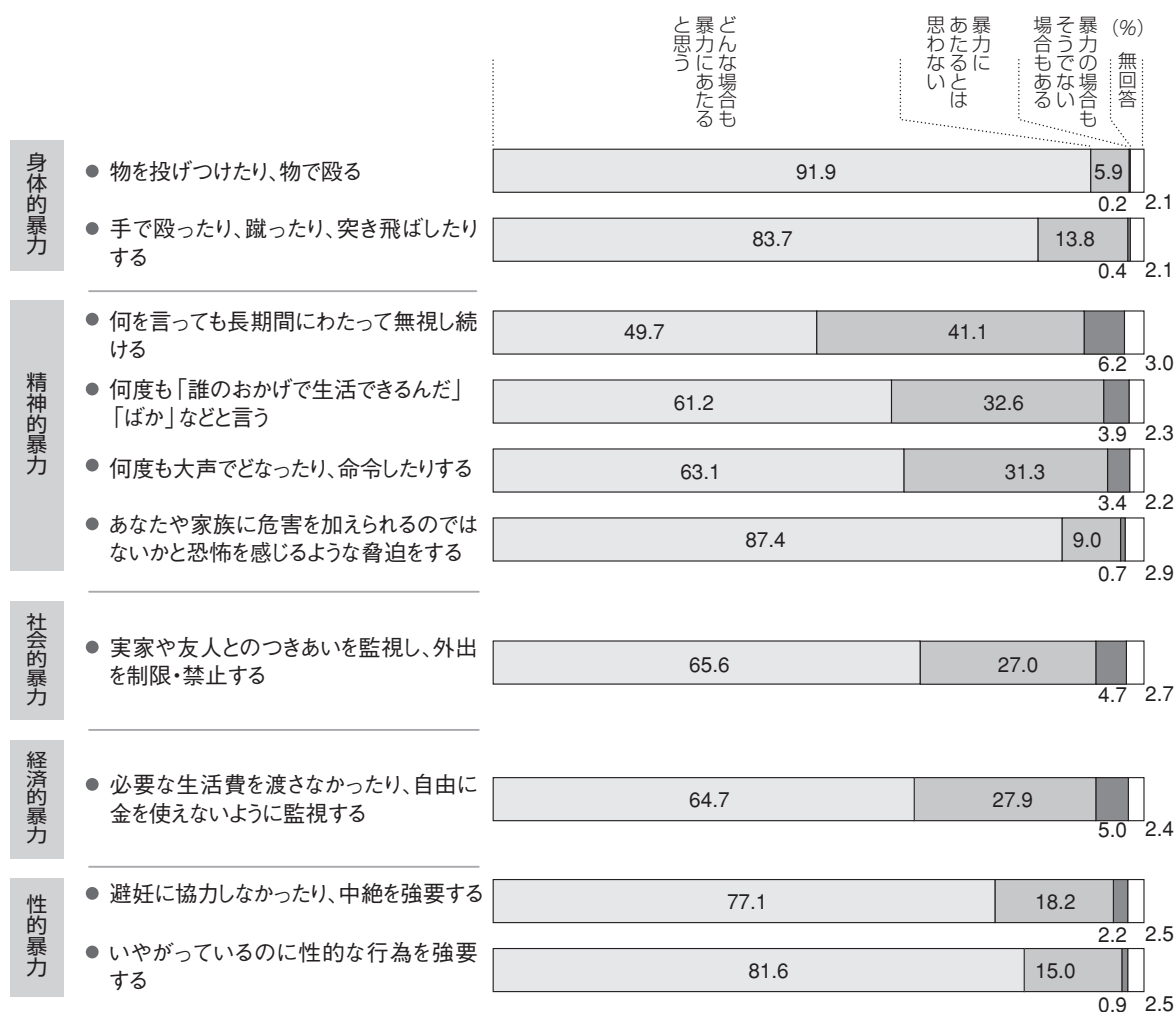 (%)
無回答
暴力の場合も
そうでない
場合もある
暴力に
あたるとは
思わない
どんな場合も
暴力にあたる
と思う
身体的暴力
● 物を投げつけたり、物で殴る
91.9
5.9
0.2
2.1
● 手で殴ったり、蹴ったり、突き飛ばしたり
する
83.7
13.8
0.4
2.1
精神的暴力
● 何を言っても長期間にわたって無視し続
ける
49.7
41.1
6.2
3.0
● 何度も「誰のおかげで生活できるんだ」
「ばか」などと言う
61.2
32.6
3.9
2.3
● 何度も大声でどなったり、命令したりする
63.1
31.3
3.4
2.2
● あなたや家族に危害を加えられるのでは
ないかと恐怖を感じるような脅迫をする
87.4
9.0
0.7
2.9
社会的暴力
● 実家や友人とのつきあいを監視し、外出
を制限・禁止する
65.6
27.0
4.7
2.7
経済的暴力
● 必要な生活費を渡さなかったり、自由に
金を使えないように監視する
64.7
27.9
5.0
2.4
性的暴力
● 避妊に協力しなかったり、中絶を強要する
77.1
18.2
2.2
2.5
● いやがっているのに性的な行為を強要
する
81.6
15.0
0.9
2.5